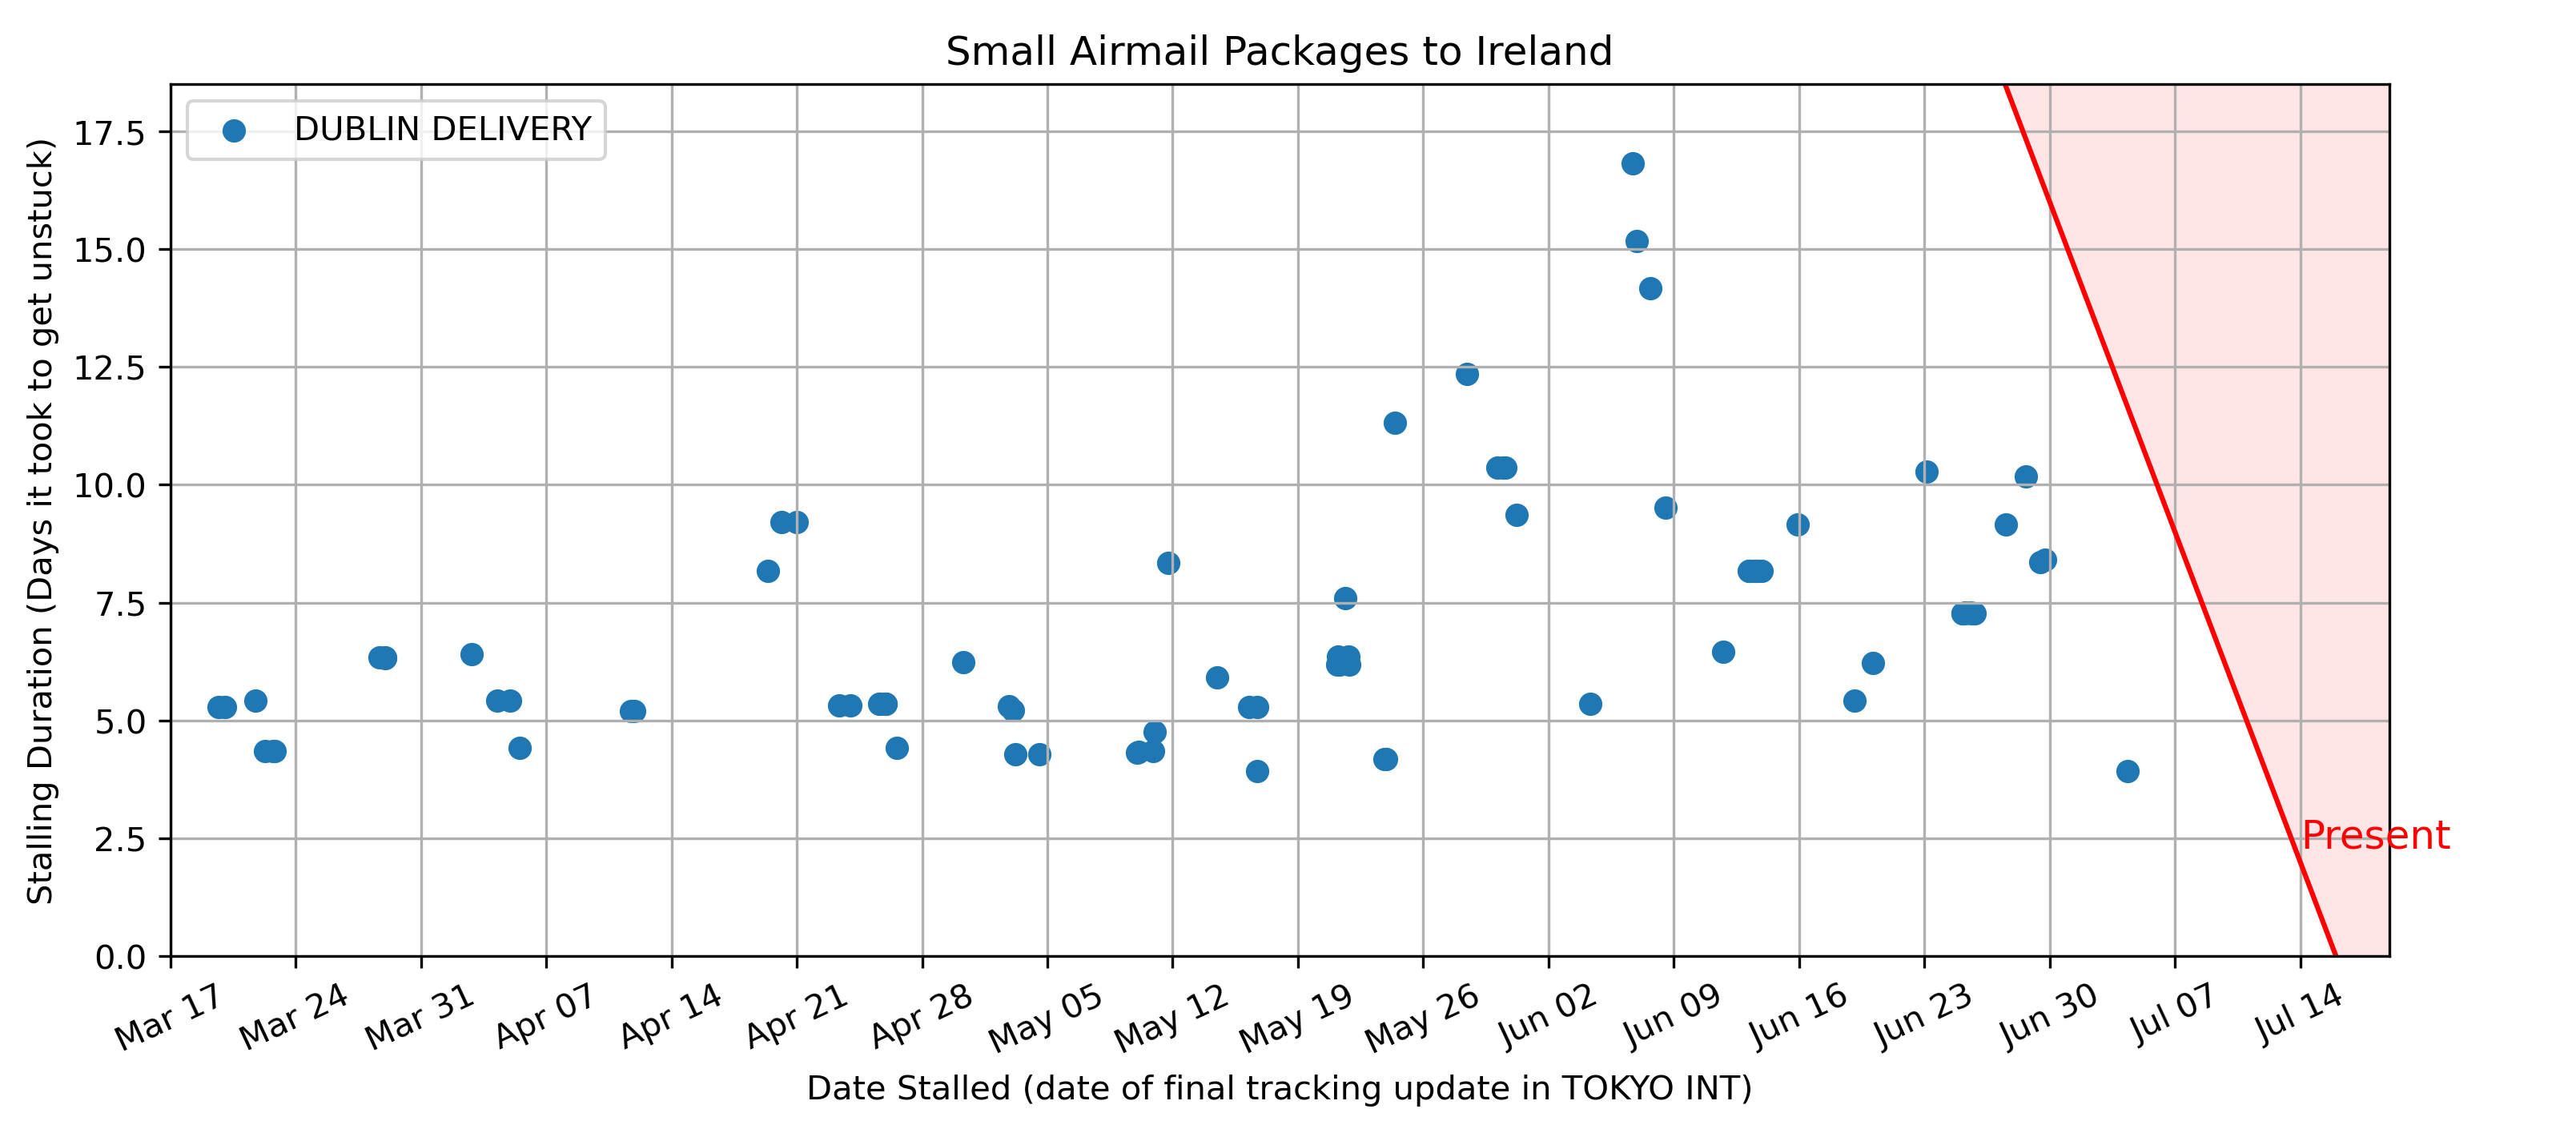 Small Airmail Packages to Ireland
DUBLIN DELIVERY
Stalling Duration (Days it took to get unstuck)
17.5
15.0
12.5
10.0
7.5
5.0
2.5
0.0
Present
Mar 17
Mar 24
Mar 31
Apr 07
Apr 14
Apr 21
Apr 28
May 05
May 12
May 19
May 26
Jun 02
Jun 09
Jun 16
Jun 23
Jun 30
Jul 07
Jul 14
Date Stalled (date of final tracking update in TOKYO INT)